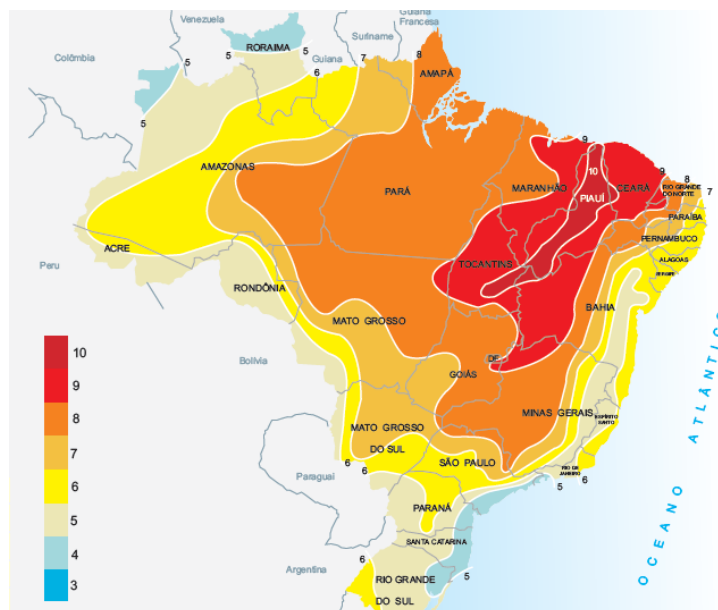 Venezuela
Guiana
Francesa
Suriname
RORAIMA
Guiana
Colômbia
5
5
5
6
7
8
5
AMAPÁ
AMAZONAS
PARÁ
MARANHÃO
9
10
PIAUÍ
CEARÁ
9
8
7
RIO GRANDE
DO NORTE
PARAÍBA
PERNAMBUCO
ALAGOAS
SERGIPE
ACRE
Peru
RONDÔNIA
TOCANTINS
BAHIA
MATO GROSSO
Bolívia
DF
GOIÁS
MINAS GERAIS
ESPÍRITO
SANTO
MATO GROSSO
DO SUL
SÃO PAULO
RIO DE
JANEIRO
6
6
5
6
Paraguai
PARANÁ
SANTA CATARINA
6
5
Argentina
RIO GRANDE
DO SUL
OCEANO ATLÂNTICO
10
9
8
7
6
5
4
3